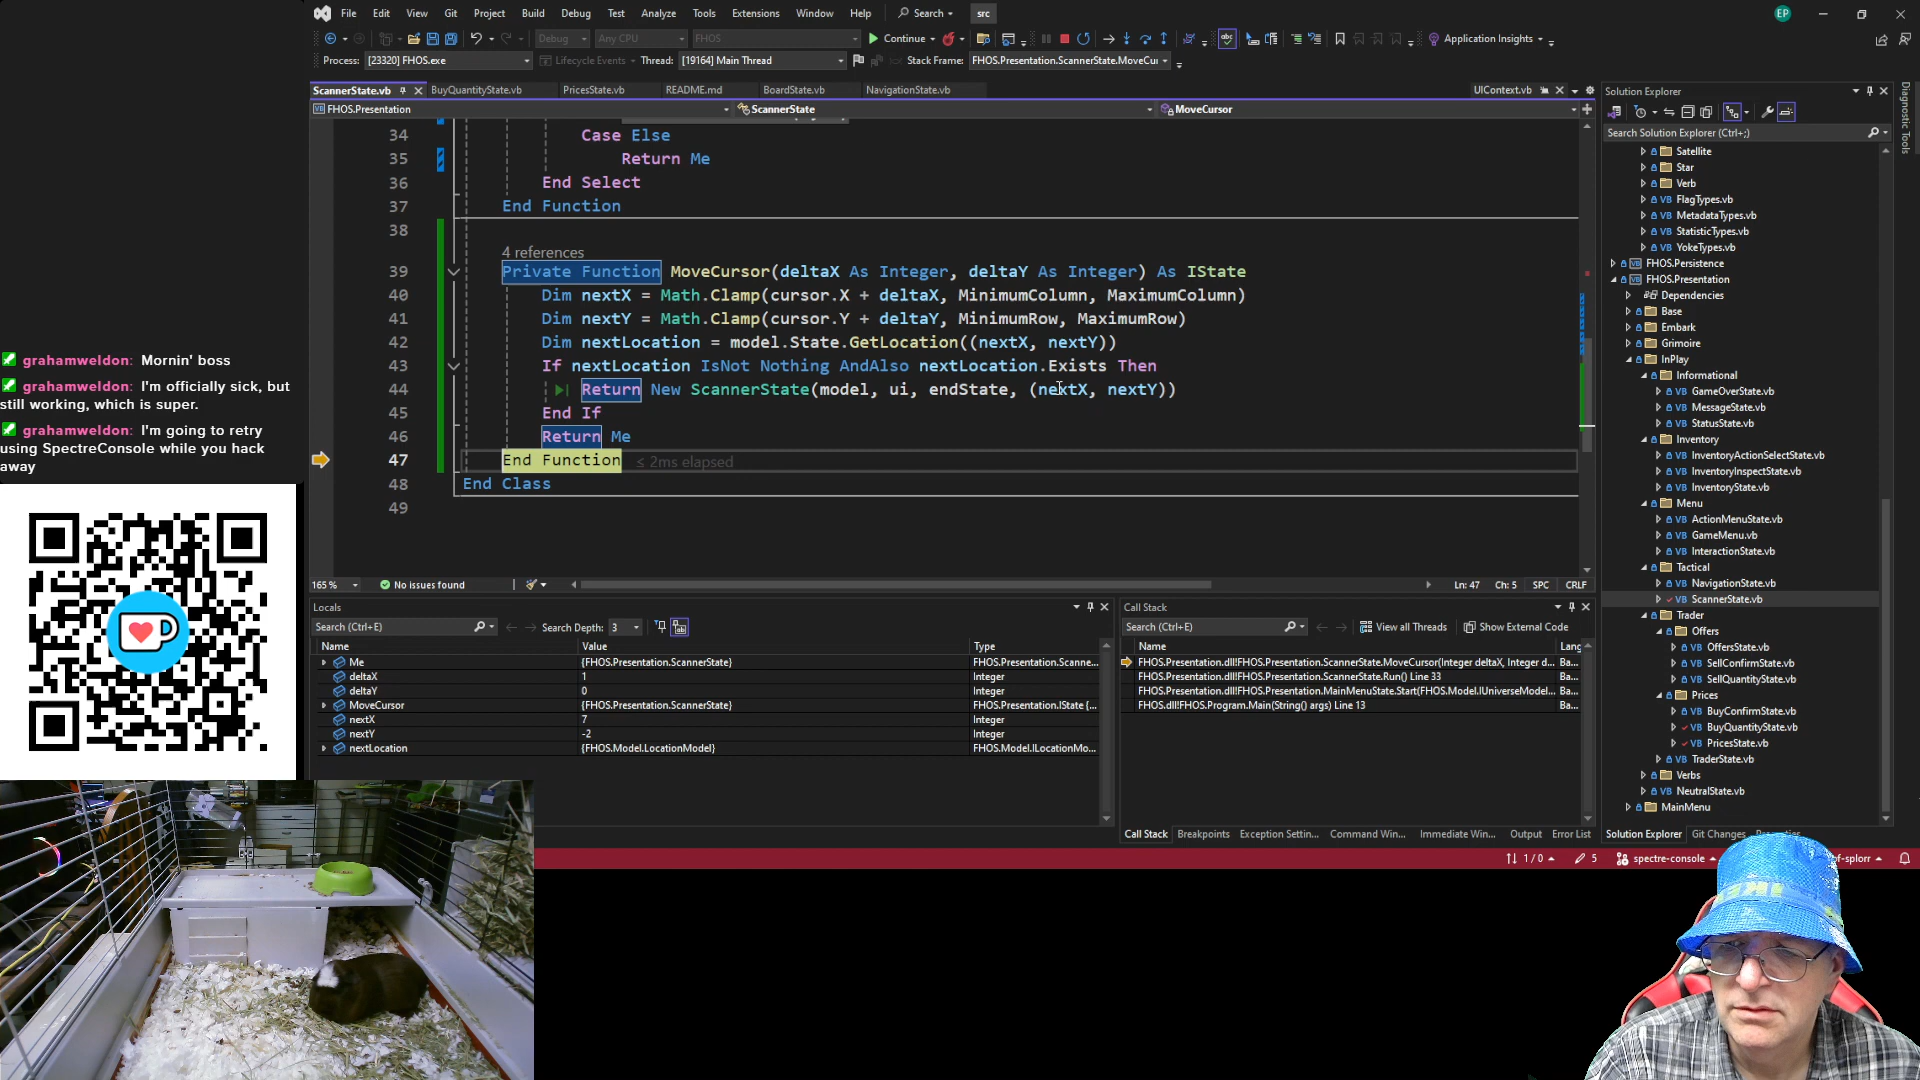 File Edit View Git Project Build Debug Test Analyze Tools Extensions Window Help Search src EP
Debug Any CPU FHOS Continue Application Insights
Process: [23320] FHOS.exe Lifecycle Events Thread: [19164] Main Thread Stack Frame: FHOS.Presentation.ScannerState.MoveCur
ScannerState.vb BuyQuantityState.vb PricesState.vb README.md BoardState.vb NavigationState.vb UIContext.vb
FHOS.Presentation ScannerState MoveCursor
34 Case Else
35 Return Me
36 End Select
37 End Function
38
4 references
39 Private Function MoveCursor(deltaX As Integer, deltaY As Integer) As IState
40 Dim nextX = Math.Clamp(cursor.X + deltaX, MinimumColumn, MaximumColumn)
41 Dim nextY = Math.Clamp(cursor.Y + deltaY, MinimumRow, MaximumRow)
42 Dim nextLocation = model.State.GetLocation((nextX, nextY))
43 If nextLocation IsNot Nothing AndAlso nextLocation.Exists Then
44 Return New ScannerState(model, ui, endState, (nextX, nextY))
45 End If
46 Return Me
47 End Function ≤ 2ms elapsed
48 End Class
49
165 % No issues found Ln: 47 Ch: 5 SPC CRLF
Locals
Search (Ctrl+E) Search Depth: 3
Name Value Type
Me {FHOS.Presentation.ScannerState} FHOS.Presentation.Scanne...
deltaX 1 Integer
deltaY 0 Integer
MoveCursor {FHOS.Presentation.ScannerState} FHOS.Presentation.IState {...
nextX 7 Integer
nextY -2 Integer
nextLocation {FHOS.Model.LocationModel} FHOS.Model.ILocationMo...
Call Stack
Search (Ctrl+E) View all Threads Show External Code
Name Lang
FHOS.Presentation.dll!FHOS.Presentation.ScannerState.MoveCursor(Integer deltaX, Integer d... Ba...
FHOS.Presentation.dll!FHOS.Presentation.ScannerState.Run() Line 33 Ba...
FHOS.Presentation.dll!FHOS.Presentation.MainMenuState.Start(FHOS.Model.IUniverseModel... Ba...
FHOS.dll!FHOS.Program.Main(String() args) Line 13 Ba...
Call Stack Breakpoints Exception Settin... Command Win... Immediate Win... Output Error List
1 / 0 5 spectre-console of-splorr
Solution Explorer
Search Solution Explorer (Ctrl+;)
Satellite
Star
Verb
FlagTypes.vb
MetadataTypes.vb
StatisticTypes.vb
YokeTypes.vb
FHOS.Persistence
FHOS.Presentation
Dependencies
Base
Embark
Grimoire
InPlay
Informational
GameOverState.vb
MessageState.vb
StatusState.vb
Inventory
InventoryActionSelectState.vb
InventoryInspectState.vb
InventoryState.vb
Menu
ActionMenuState.vb
GameMenu.vb
InteractionState.vb
Tactical
NavigationState.vb
ScannerState.vb
Trader
Offers
OffersState.vb
SellConfirmState.vb
SellQuantityState.vb
Prices
BuyConfirmState.vb
BuyQuantityState.vb
PricesState.vb
TraderState.vb
Verbs
NeutralState.vb
MainMenu
Solution Explorer Git Changes
Diagnostic Tools
grahamweldon: Mornin' boss
grahamweldon: I'm officially sick, but
still working, which is super.
grahamweldon: I'm going to retry
using SpectreConsole while you hack
away